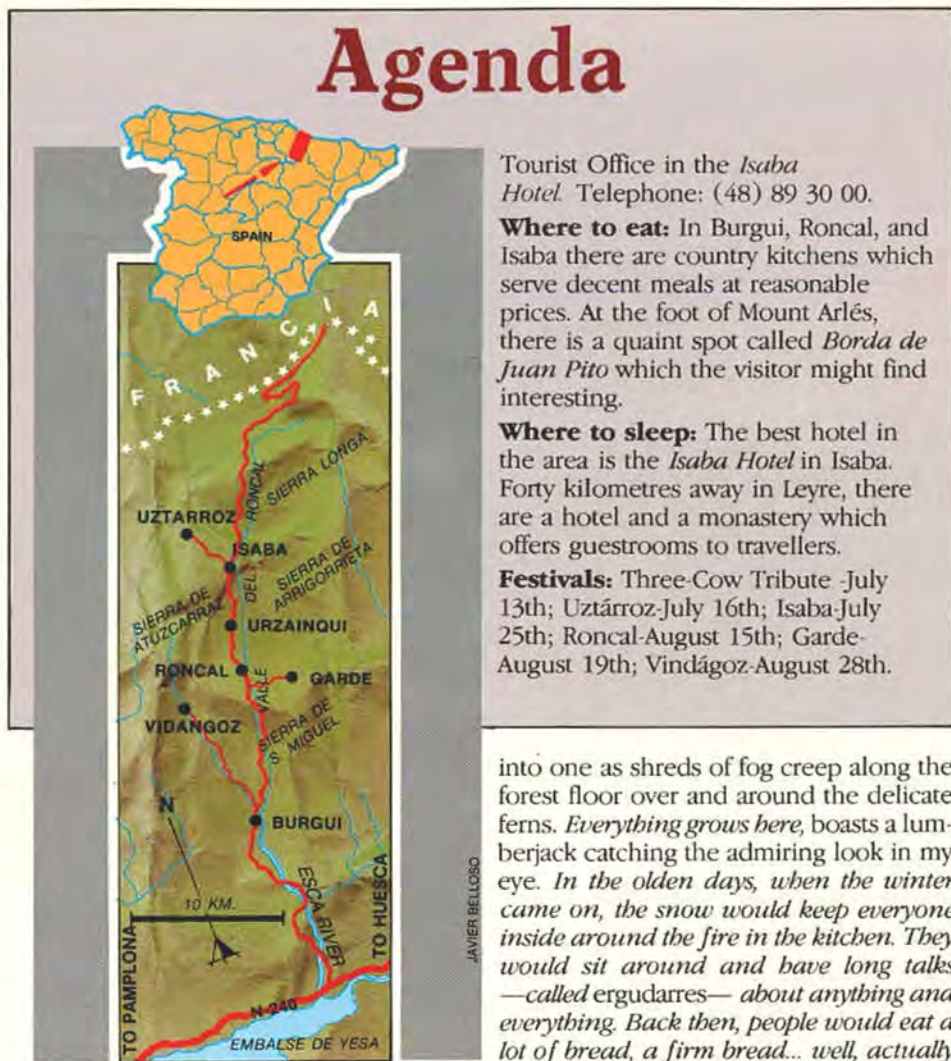 Agenda
SPAIN
F R A N C I A
SIERRA LONGA
RONCAL
UZTARROZ
ISABA
DEL
SIERRA DE
ARRIGORRIETA
SIERRA DE
ATUZCARRAZ
URZAINQUI
RONCAL
GARDE
VALLE
VIDANGOZ
SIERRA DE
S. MIGUEL
N
BURGUI
10 KM.
ESCA RIVER
TO PAMPLONA
TO HUESCA
N-240
EMBALSE DE YESA
JAVIER BELLOSO
Tourist Office in the Isaba
Hotel. Telephone: (48) 89 30 00.
Where to eat: In Burgui, Roncal, and
Isaba there are country kitchens which
serve decent meals at reasonable
prices. At the foot of Mount Arlés,
there is a quaint spot called Borda de
Juan Pito which the visitor might find
interesting.
Where to sleep: The best hotel in
the area is the Isaba Hotel in Isaba.
Forty kilometres away in Leyre, there
are a hotel and a monastery which
offers guestrooms to travellers.
Festivals: Three-Cow Tribute -July
13th; Uztárroz-July 16th; Isaba-July
25th; Roncal-August 15th; Garde-
August 19th; Vindágoz-August 28th.
into one as shreds of fog creep along the
forest floor over and around the delicate
ferns. Everything grows here, boasts a lum-
berjack catching the admiring look in my
eye. In the olden days, when the winter
came on, the snow would keep everyone
inside around the fire in the kitchen. They
would sit around and have long talks
—called ergudarres— about anything and
everything. Back then, people would eat a
lot of bread, a firm bread... well, actually